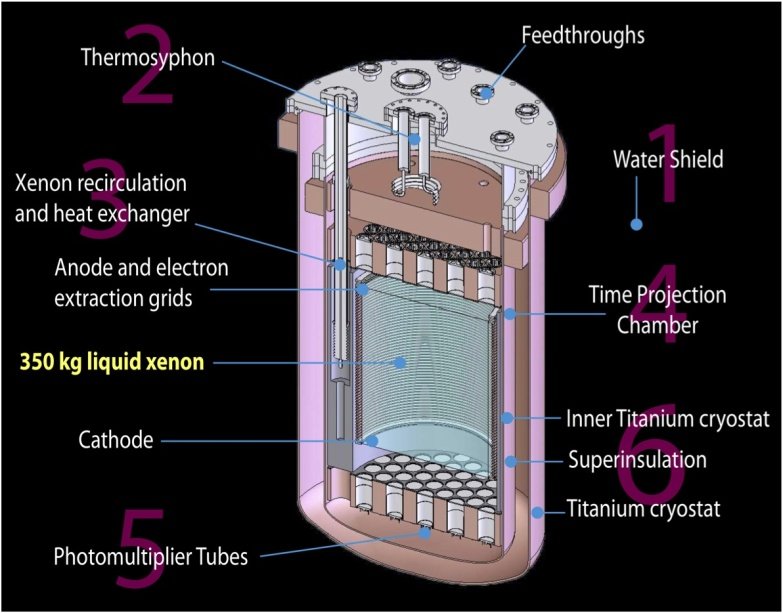 2
Thermosyphon
Feedthroughs
1
Water Shield
3
Xenon recirculation
and heat exchanger
Anode and electron
extraction grids
4
Time Projection
Chamber
350 kg liquid xenon
Cathode
6
Inner Titanium cryostat
Superinsulation
Titanium cryostat
5
Photomultiplier Tubes